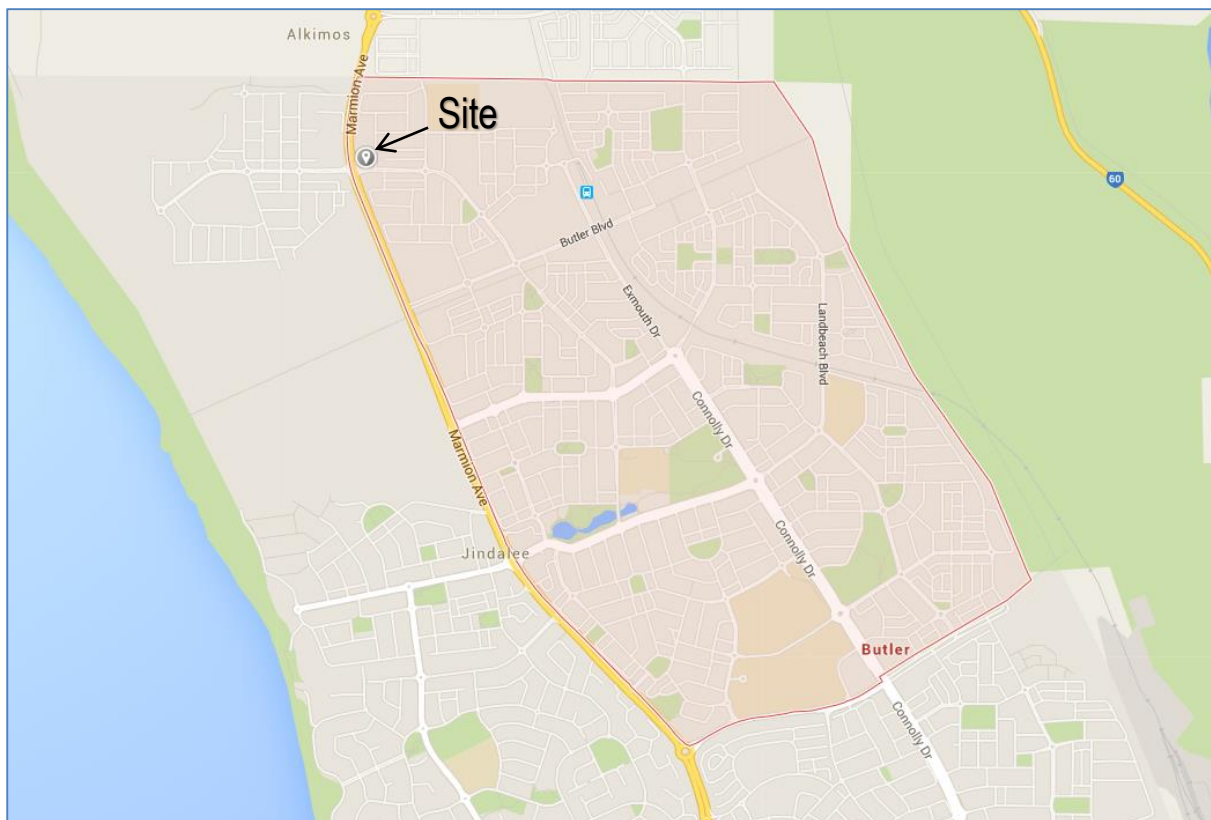 Alkimos
Marmion Ave
Site
60
Butler Blvd
Exmouth Dr
Landbeach Blvd
Connolly Dr
Marmion Ave
Connolly Dr
Jindalee
Butler
Connolly Dr